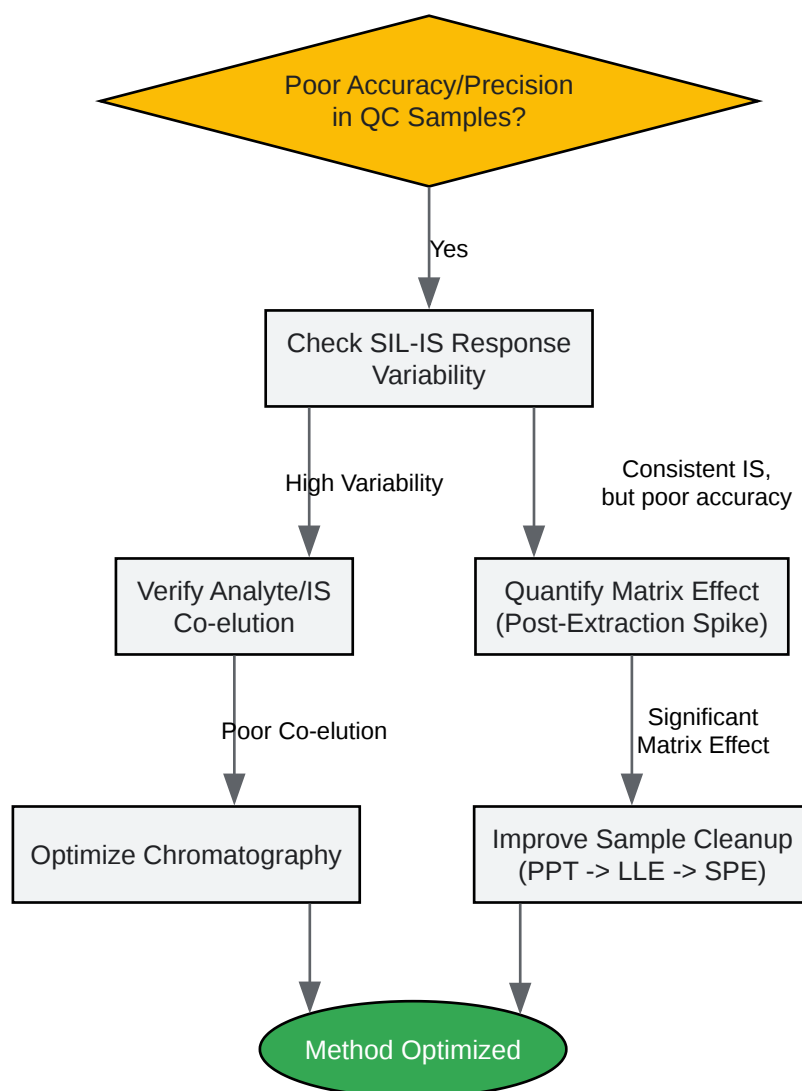 Poor Accuracy/Precision
in QC Samples?
Yes
Check SIL-IS Response
Variability
High Variability
Consistent IS,
but poor accuracy
Verify Analyte/IS
Co-elution
Quantify Matrix Effect
(Post-Extraction Spike)
Poor Co-elution
Significant
Matrix Effect
Optimize Chromatography
Improve Sample Cleanup
(PPT -> LLE -> SPE)
Method Optimized